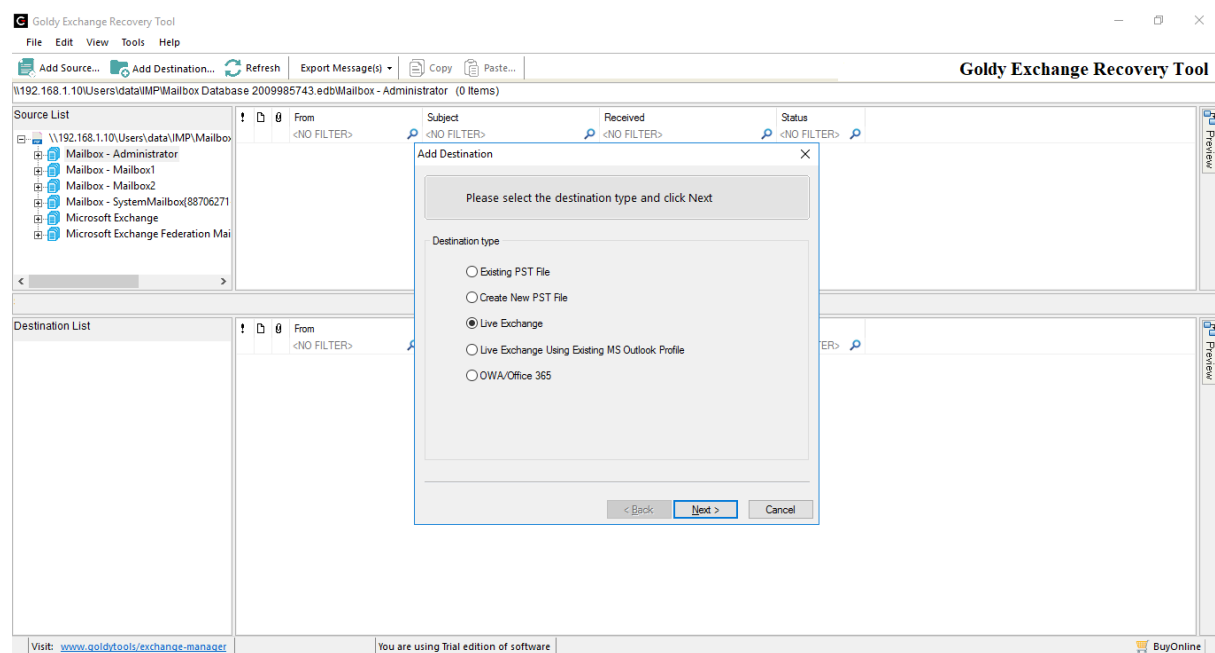 Goldy Exchange Recovery Tool
File Edit View Tools Help
Add Source... Add Destination... Refresh Export Message(s) Copy Paste...
Goldy Exchange Recovery Tool
\\192.168.1.10\Users\data\IMP\Mailbox Database 2009985743.edb\Mailbox - Administrator (0 Items)
Source List
! From Subject Received Status
<NO FILTER> <NO FILTER> <NO FILTER> <NO FILTER>
\\192.168.1.10\Users\data\IMP\Mailbox
Mailbox - Administrator
Mailbox - Mailbox1
Mailbox - Mailbox2
Mailbox - SystemMailbox{88706271
Microsoft Exchange
Microsoft Exchange Federation Mai
Preview
Add Destination
Please select the destination type and click Next
Destination type
Existing PST File
Create New PST File
Live Exchange
Live Exchange Using Existing MS Outlook Profile
OWA/Office 365
< Back Next > Cancel
Destination List
! From
<NO FILTER> TER>
Preview
Visit: www.goldytools/exchange-manager You are using Trial edition of software BuyOnline